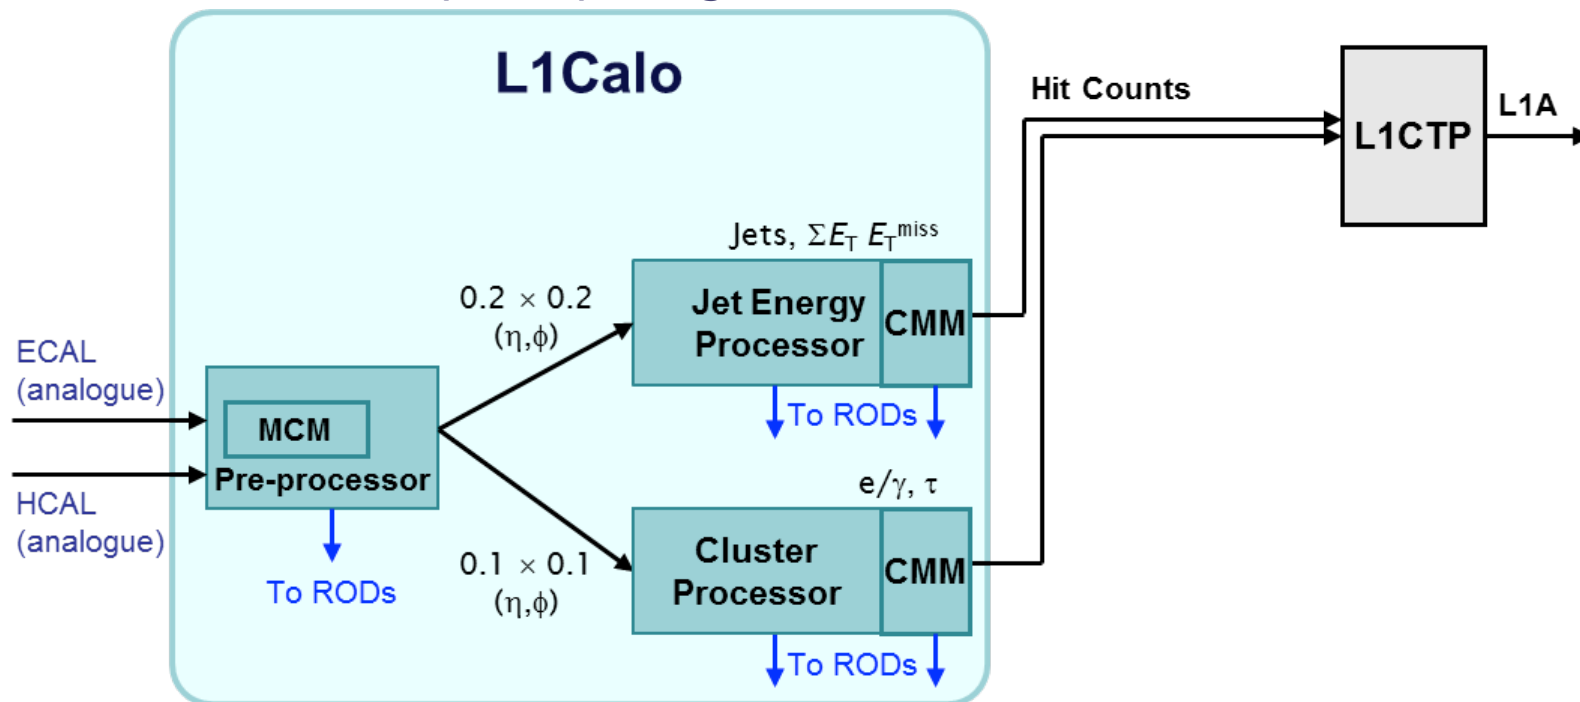 L1Calo
Hit Counts
L1A
L1CTP
Jets, ΣE_T E_T^miss
0.2 × 0.2
(η,ϕ)
Jet Energy
Processor
CMM
ECAL
(analogue)
To RODs
MCM
Pre-processor
e/γ, τ
HCAL
(analogue)
Cluster
Processor
CMM
0.1 × 0.1
(η,ϕ)
To RODs
To RODs